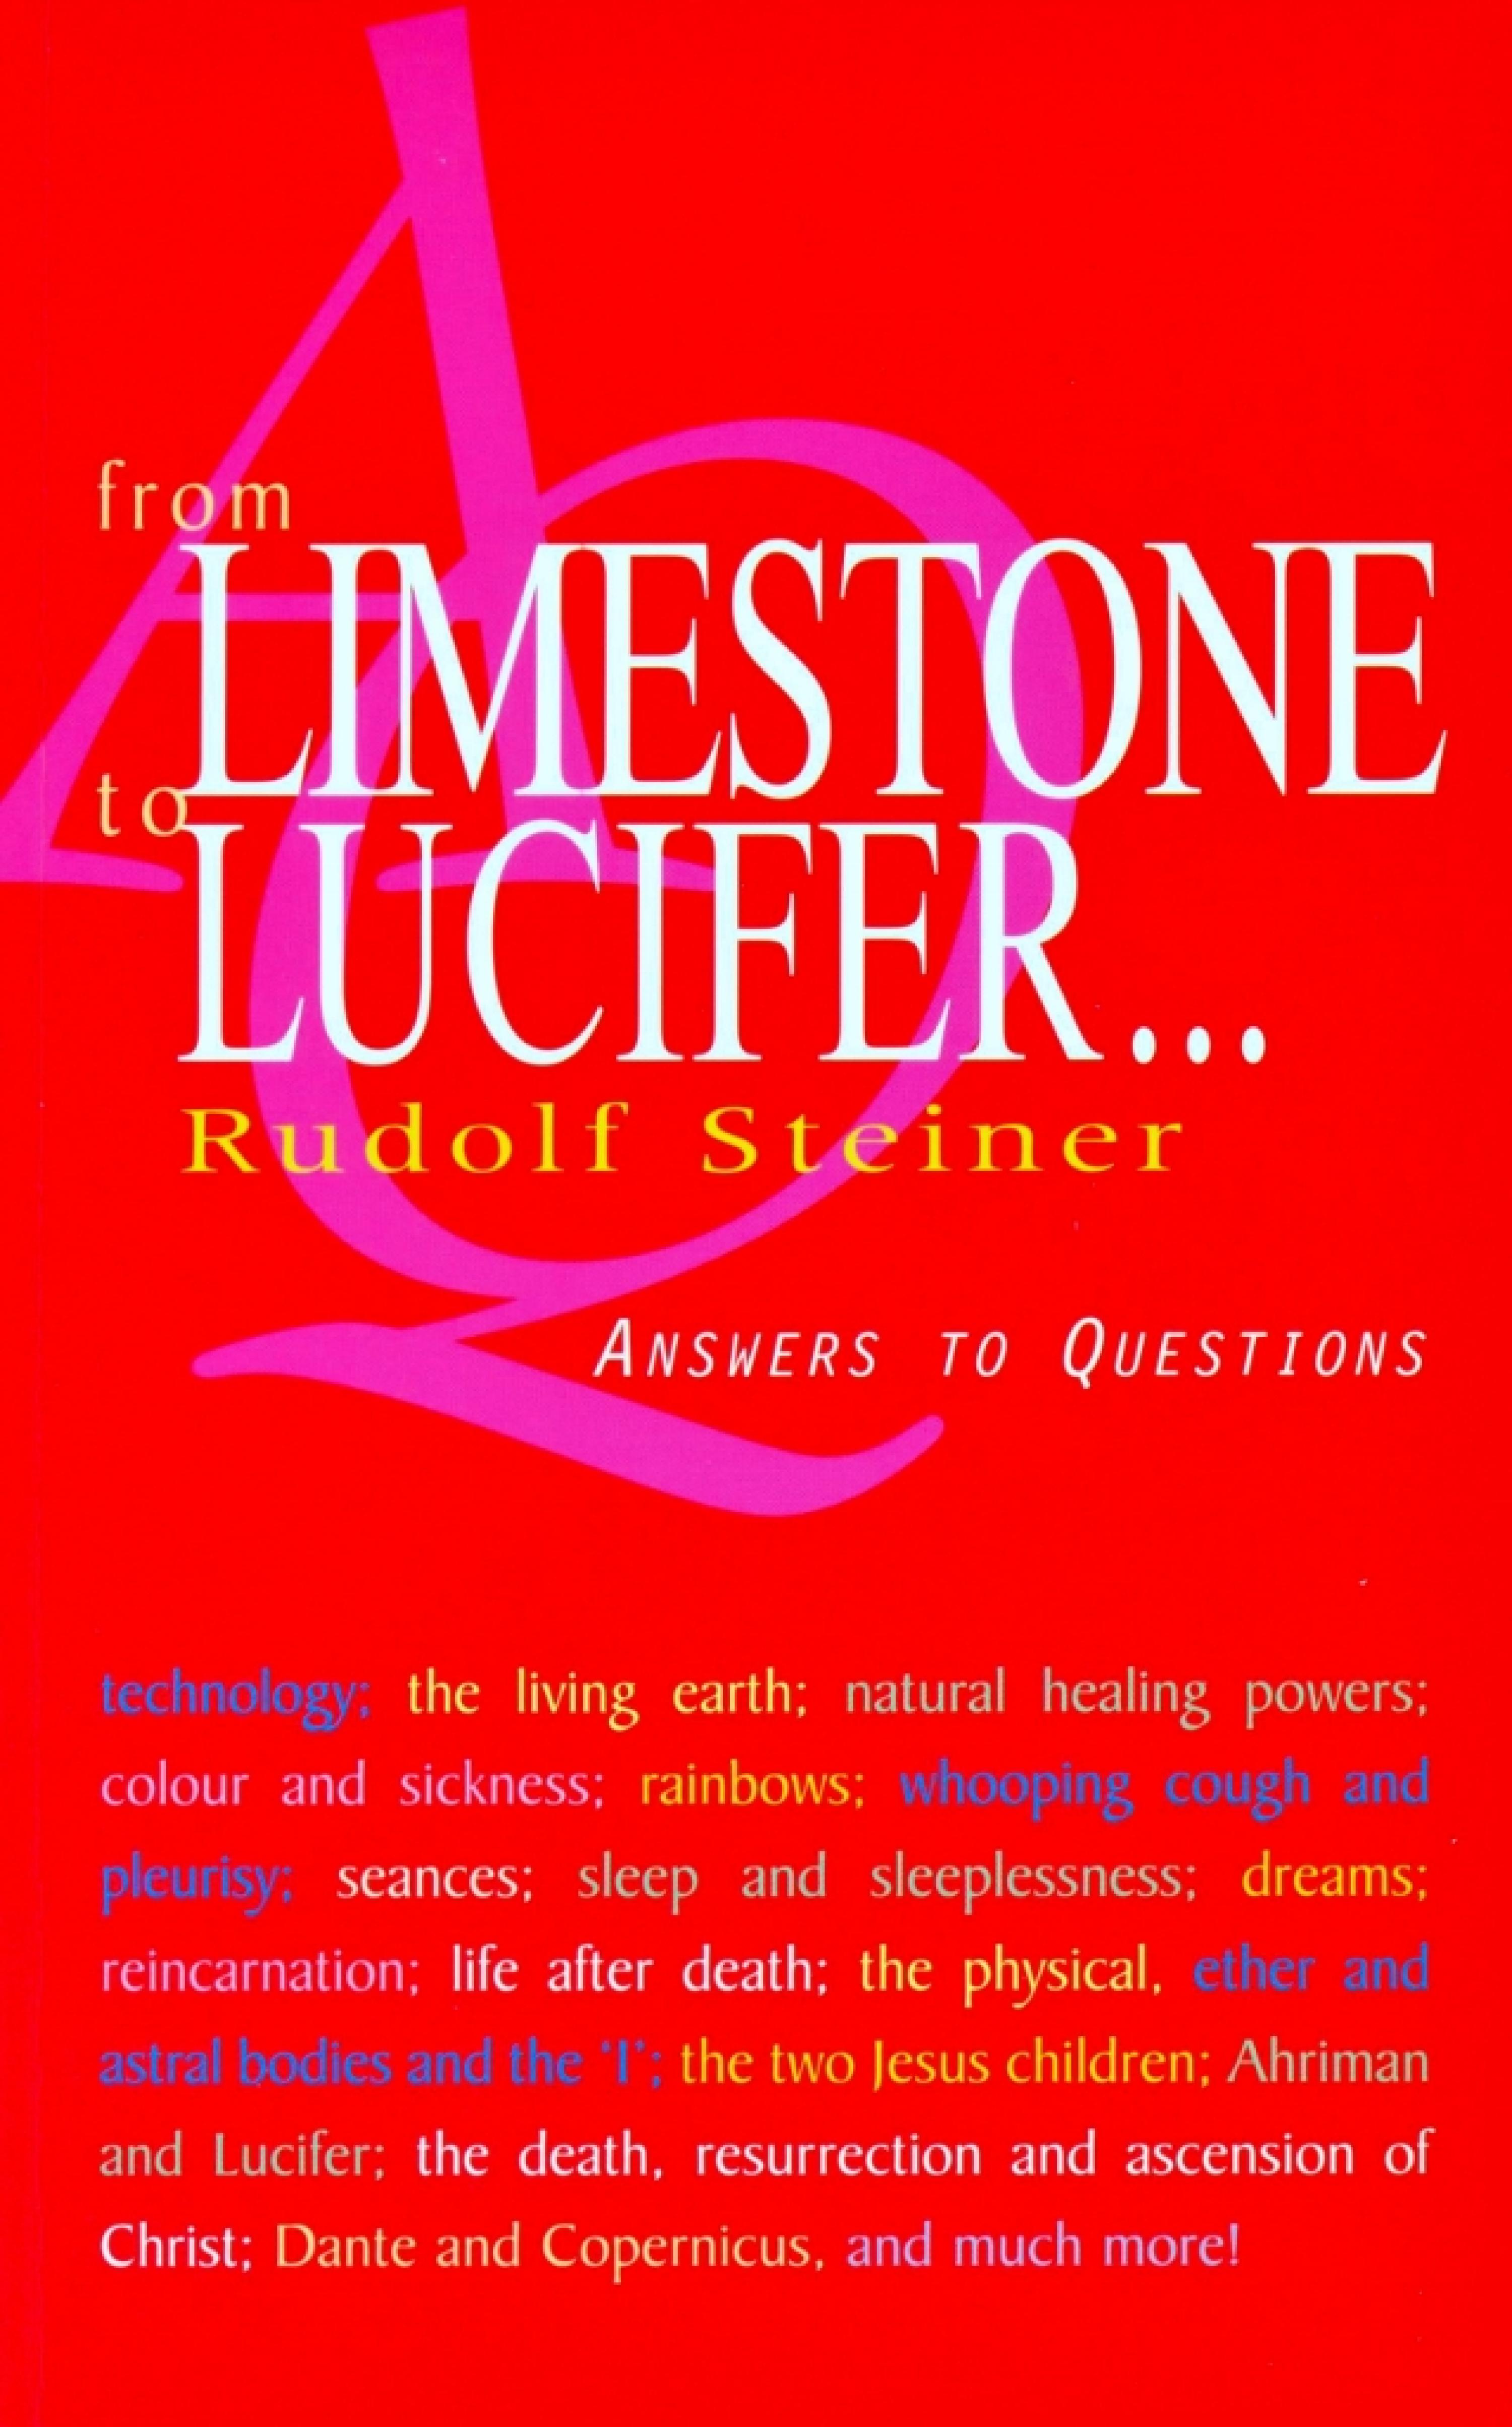 from
LIMESTONE
to
LUCIFER...
Rudolf Steiner
ANSWERS TO QUESTIONS
technology; the living earth; natural healing powers;
colour and sickness; rainbows; whooping cough and
pleurisy; seances; sleep and sleeplessness; dreams;
reincarnation; life after death; the physical, ether and
astral bodies and the ‘I’; the two Jesus children; Ahriman
and Lucifer; the death, resurrection and ascension of
Christ; Dante and Copernicus, and much more!